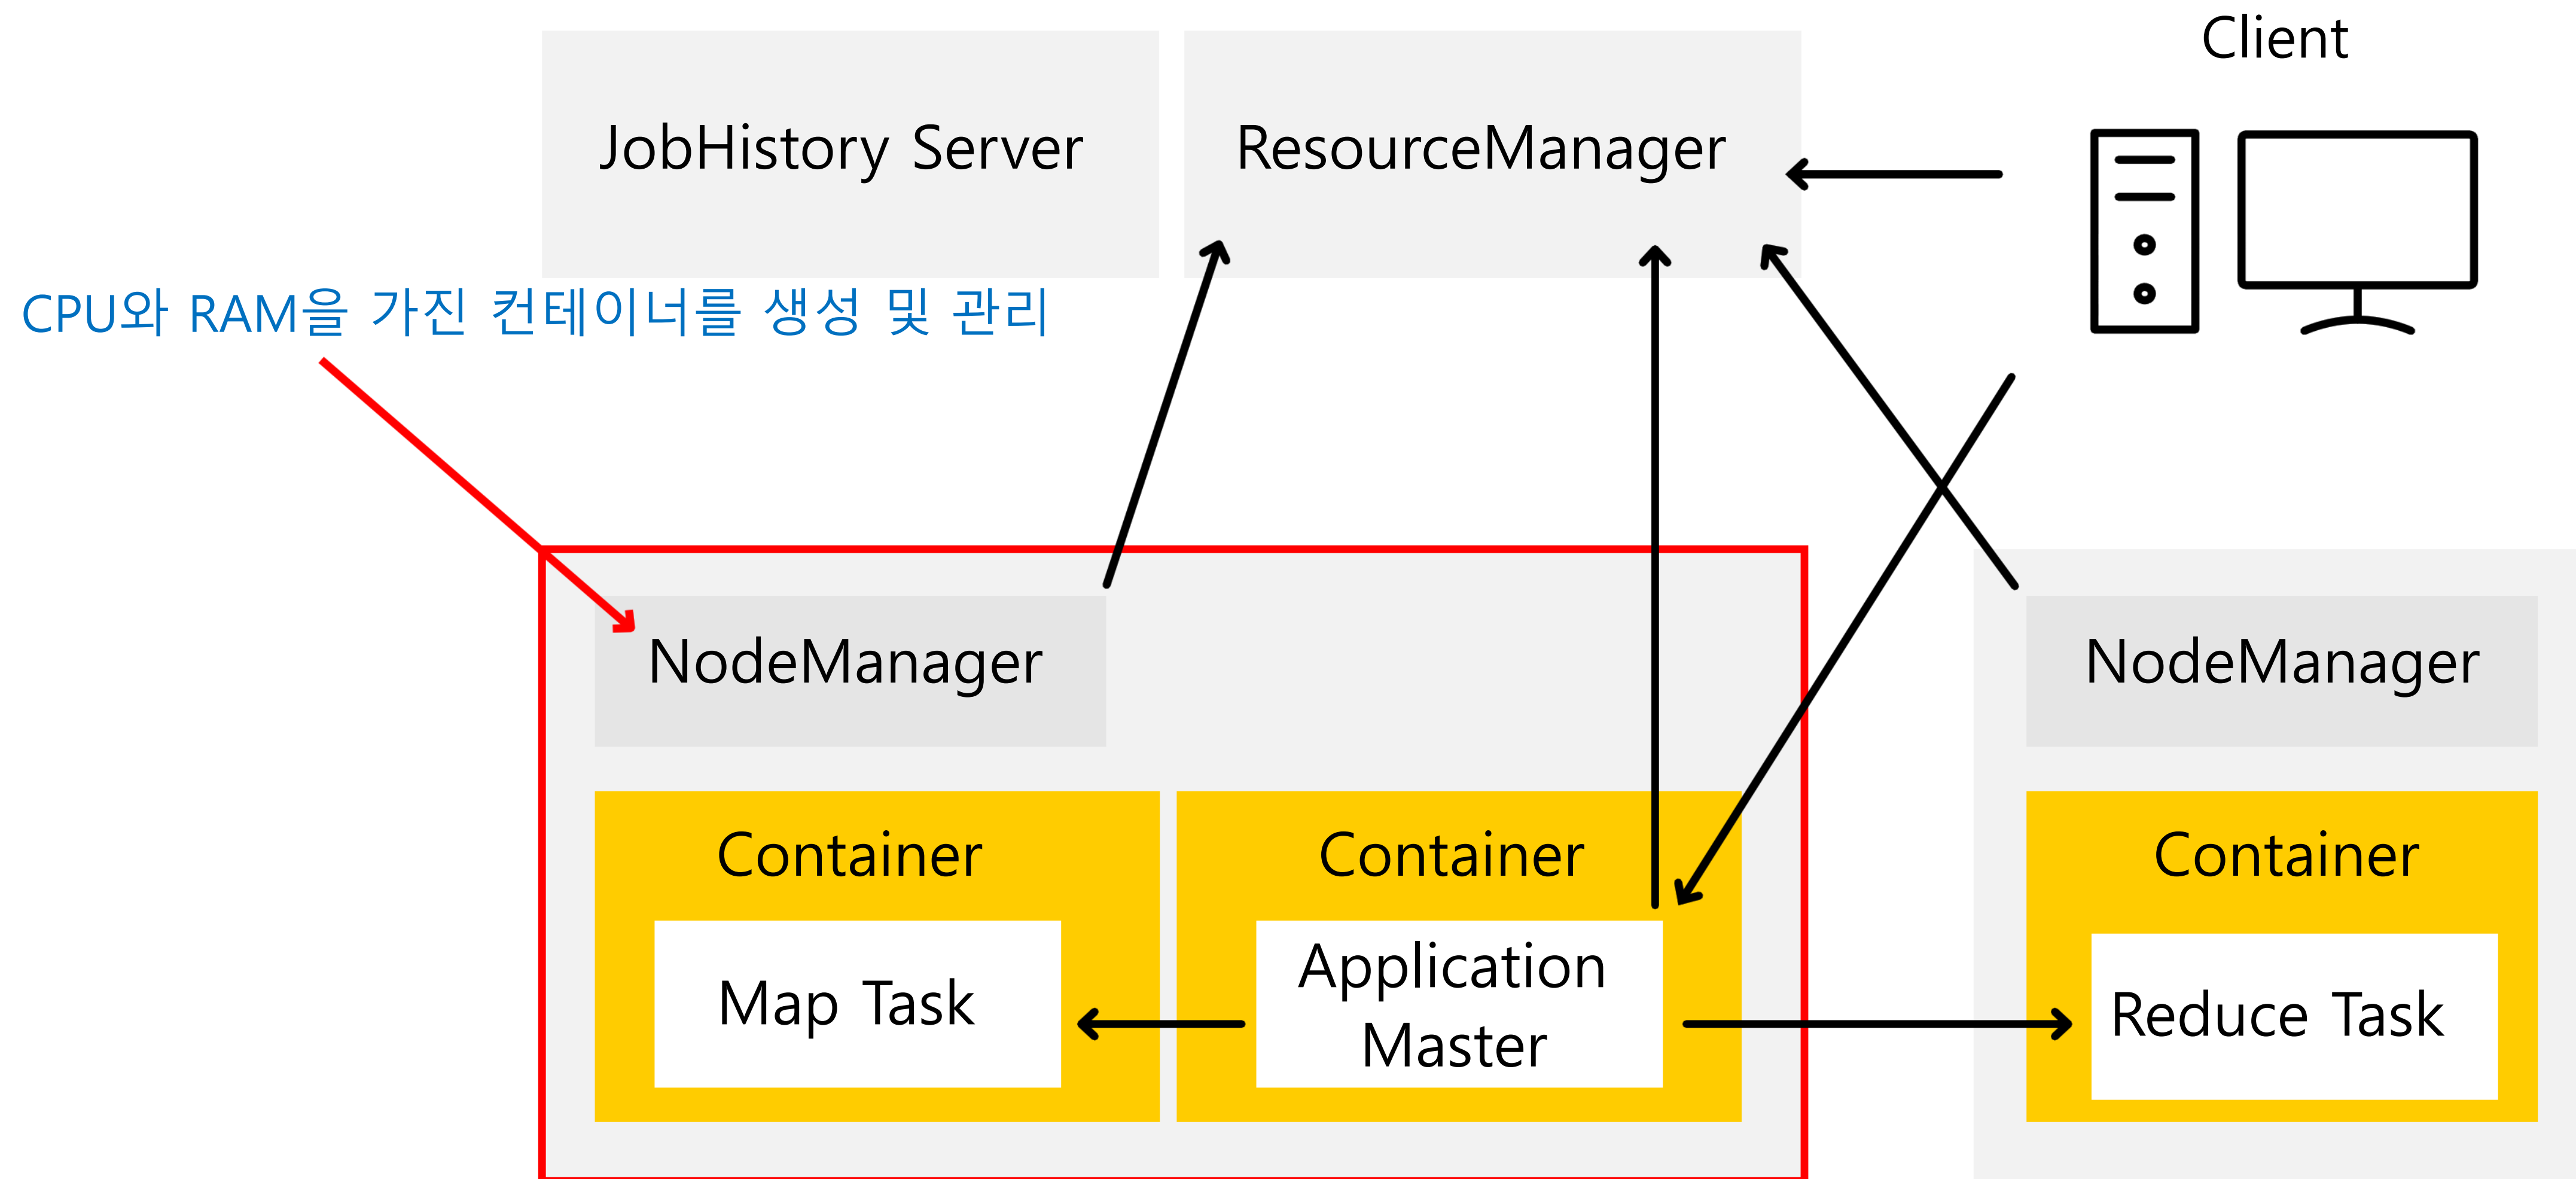 Client
JobHistory Server
ResourceManager
CPU와 RAM을 가진 컨테이너를 생성 및 관리
NodeManager
NodeManager
Container
Container
Container
Map Task
Application
Master
Reduce Task